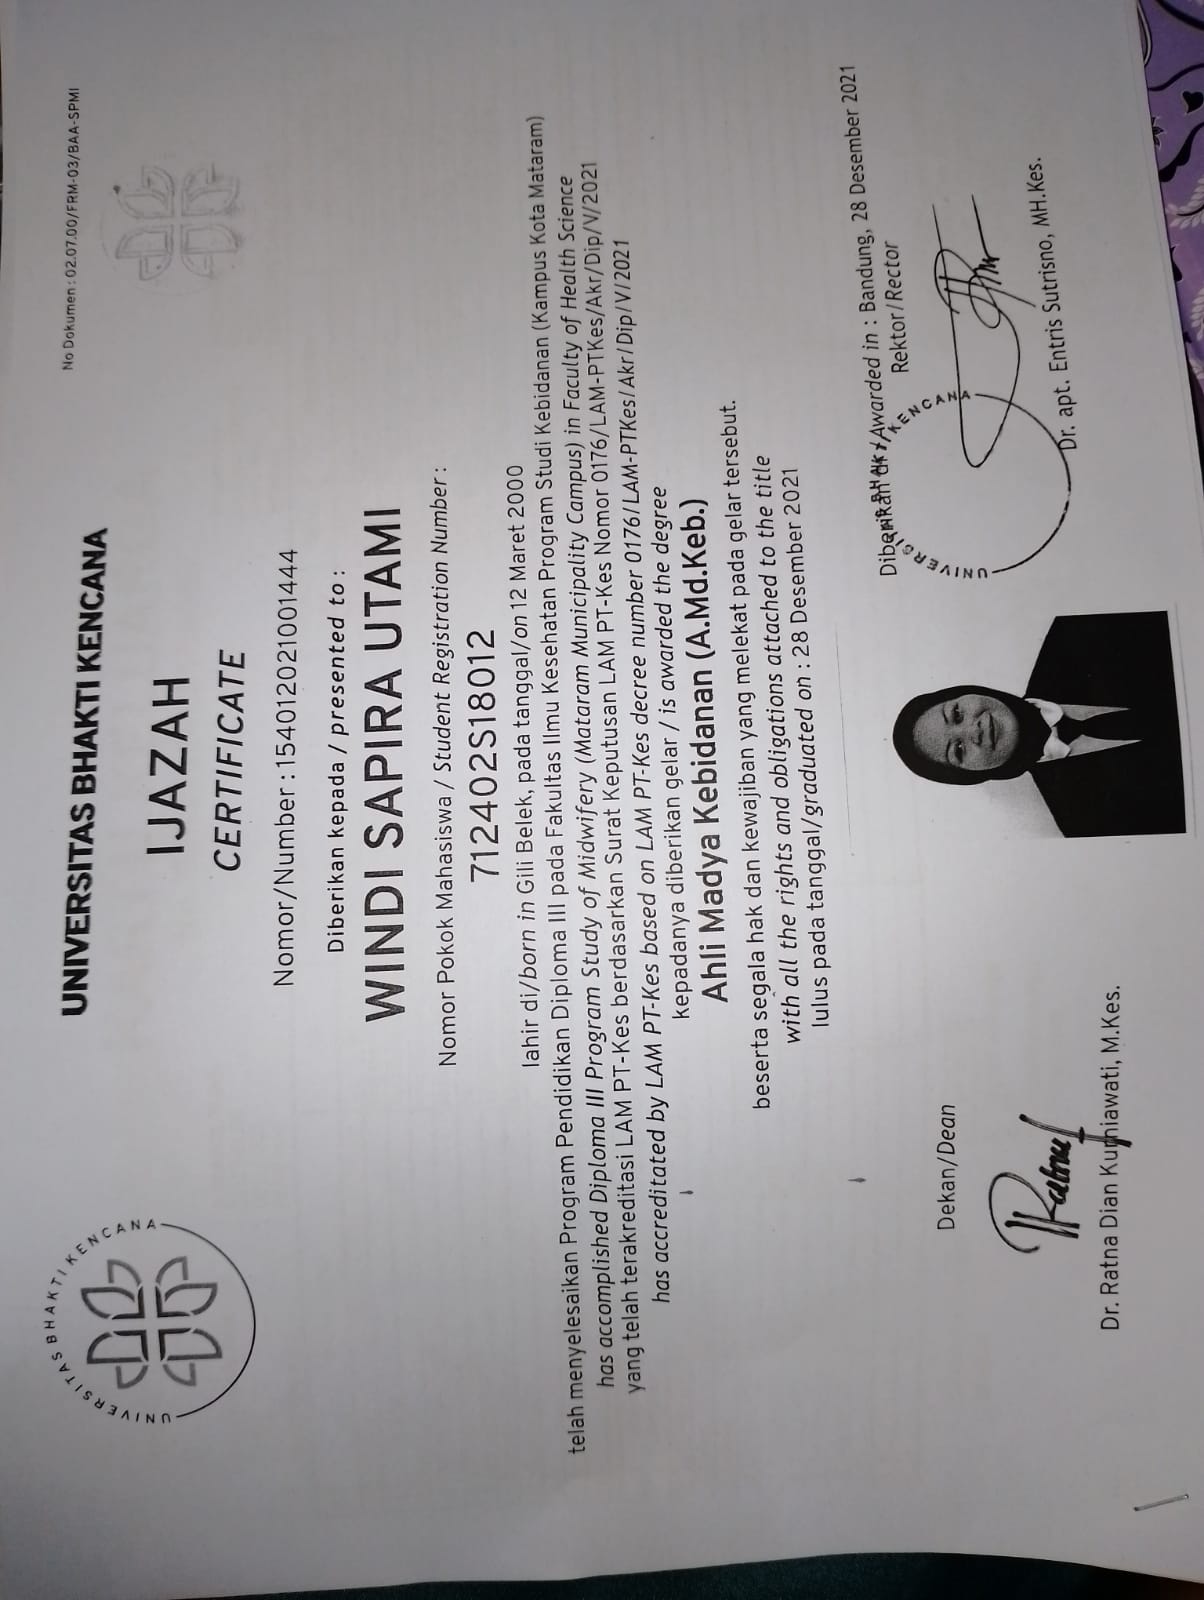 No Dokumen : 02.07.00/FRM-03/BAA-SPMI
UNIVERSITAS BHAKTI KENCANA
UNIVERSITAS BHAKTI KENCANA
IJAZAH
CERTIFICATE
Nomor/Number : 154012021001444
Diberikan kepada / presented to :
WINDI SAPIRA UTAMI
Nomor Pokok Mahasiswa / Student Registration Number :
712402S18012
lahir di/born in Gili Belek, pada tanggal/on 12 Maret 2000
telah menyelesaikan Program Pendidikan Diploma III pada Fakultas Ilmu Kesehatan Program Studi Kebidanan (Kampus Kota Mataram)
has accomplished Diploma III Program Study of Midwifery (Mataram Municipality Campus) in Faculty of Health Science
yang telah terakreditasi LAM PT-Kes berdasarkan Surat Keputusan LAM PT-Kes Nomor 0176/LAM-PTKes/Akr/Dip/V/2021
has accreditated by LAM PT-Kes based on LAM PT-Kes decree number 0176/LAM-PTKes/Akr/Dip/V/2021
kepadanya diberikan gelar / is awarded the degree
Ahli Madya Kebidanan (A.Md.Keb.)
beserta segala hak dan kewajiban yang melekat pada gelar tersebut.
with all the rights and obligations attached to the title
lulus pada tanggal/graduated on : 28 Desember 2021
Diberikan di / Awarded in : Bandung, 28 Desember 2021
Dekan/Dean
Rektor/Rector
UNIVERSITAS BHAKTI KENCANA
Dr. Ratna Dian Kurniawati, M.Kes.
Dr. apt. Entris Sutrisno, MH.Kes.